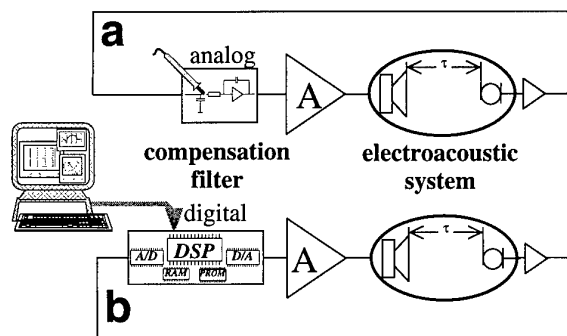 a
analog
τ
A
compensation
filter
electroacoustic
system
digital
τ
A/D
DSP
D/A
A
RAM
PROM
b